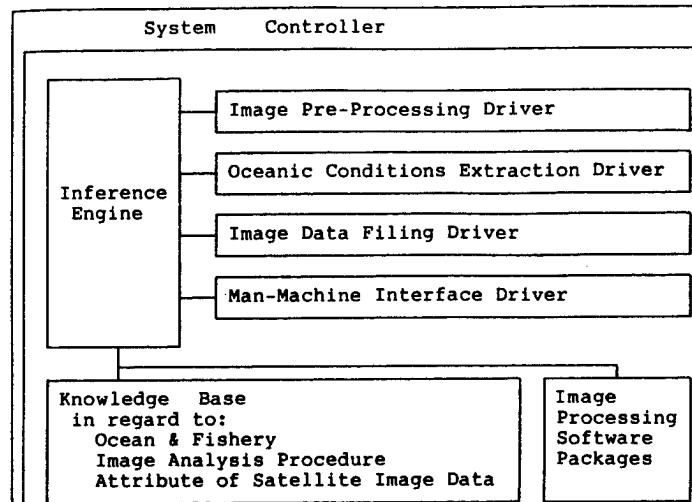 System Controller
Image Pre-Processing Driver
Oceanic Conditions Extraction Driver
Inference
Engine
Image Data Filing Driver
Man-Machine Interface Driver
Knowledge Base
in regard to:
Ocean & Fishery
Image Analysis Procedure
Attribute of Satellite Image Data
Image
Processing
Software
Packages